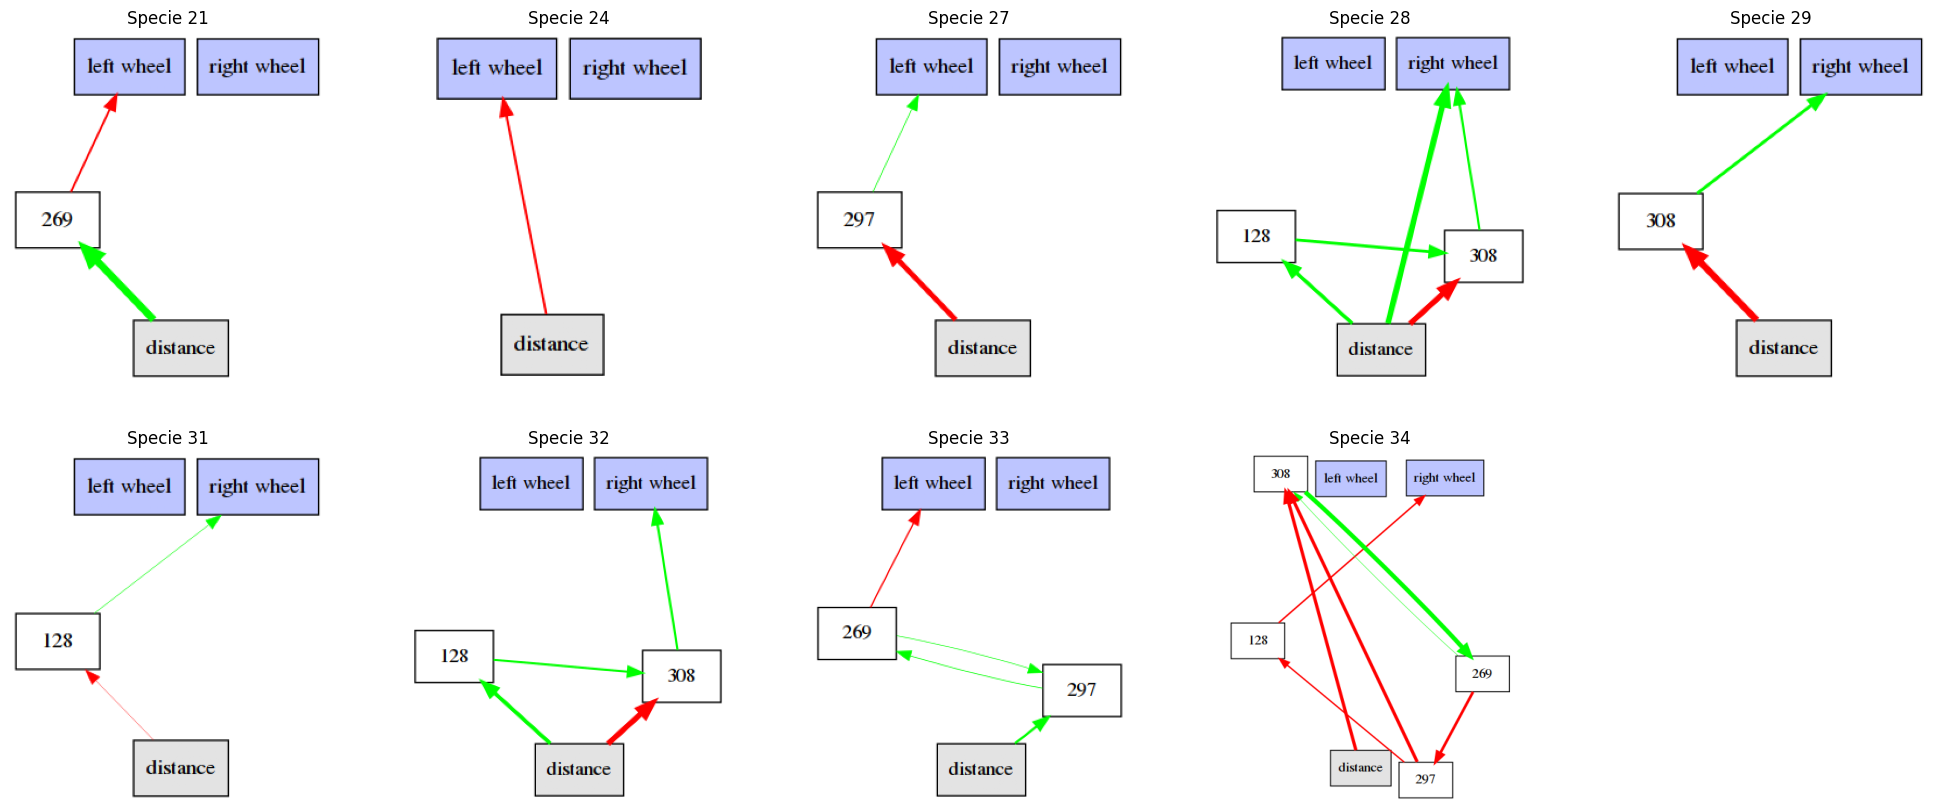 Specie 21
left wheel
right wheel
269
distance
Specie 24
left wheel
right wheel
distance
Specie 27
left wheel
right wheel
297
distance
Specie 28
left wheel
right wheel
128
308
distance
Specie 29
left wheel
right wheel
308
distance
Specie 31
left wheel
right wheel
128
distance
Specie 32
left wheel
right wheel
128
308
distance
Specie 33
left wheel
right wheel
269
297
distance
Specie 34
308
left wheel
right wheel
128
269
distance
297